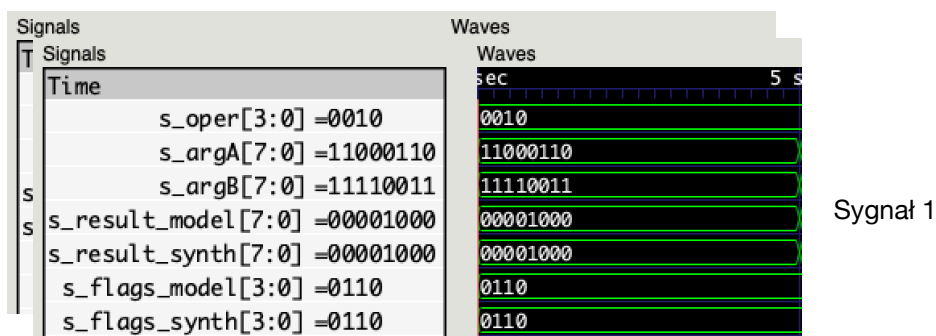 Signals Waves
T Signals Waves
Time sec 5 s
s_oper[3:0] =0010 0010
s_argA[7:0] =11000110 11000110
s_argB[7:0] =11110011 11110011
s s_result_model[7:0] =00001000 00001000 Sygnał 1
s s_result_synth[7:0] =00001000 00001000
s_flags_model[3:0] =0110 0110
s_flags_synth[3:0] =0110 0110